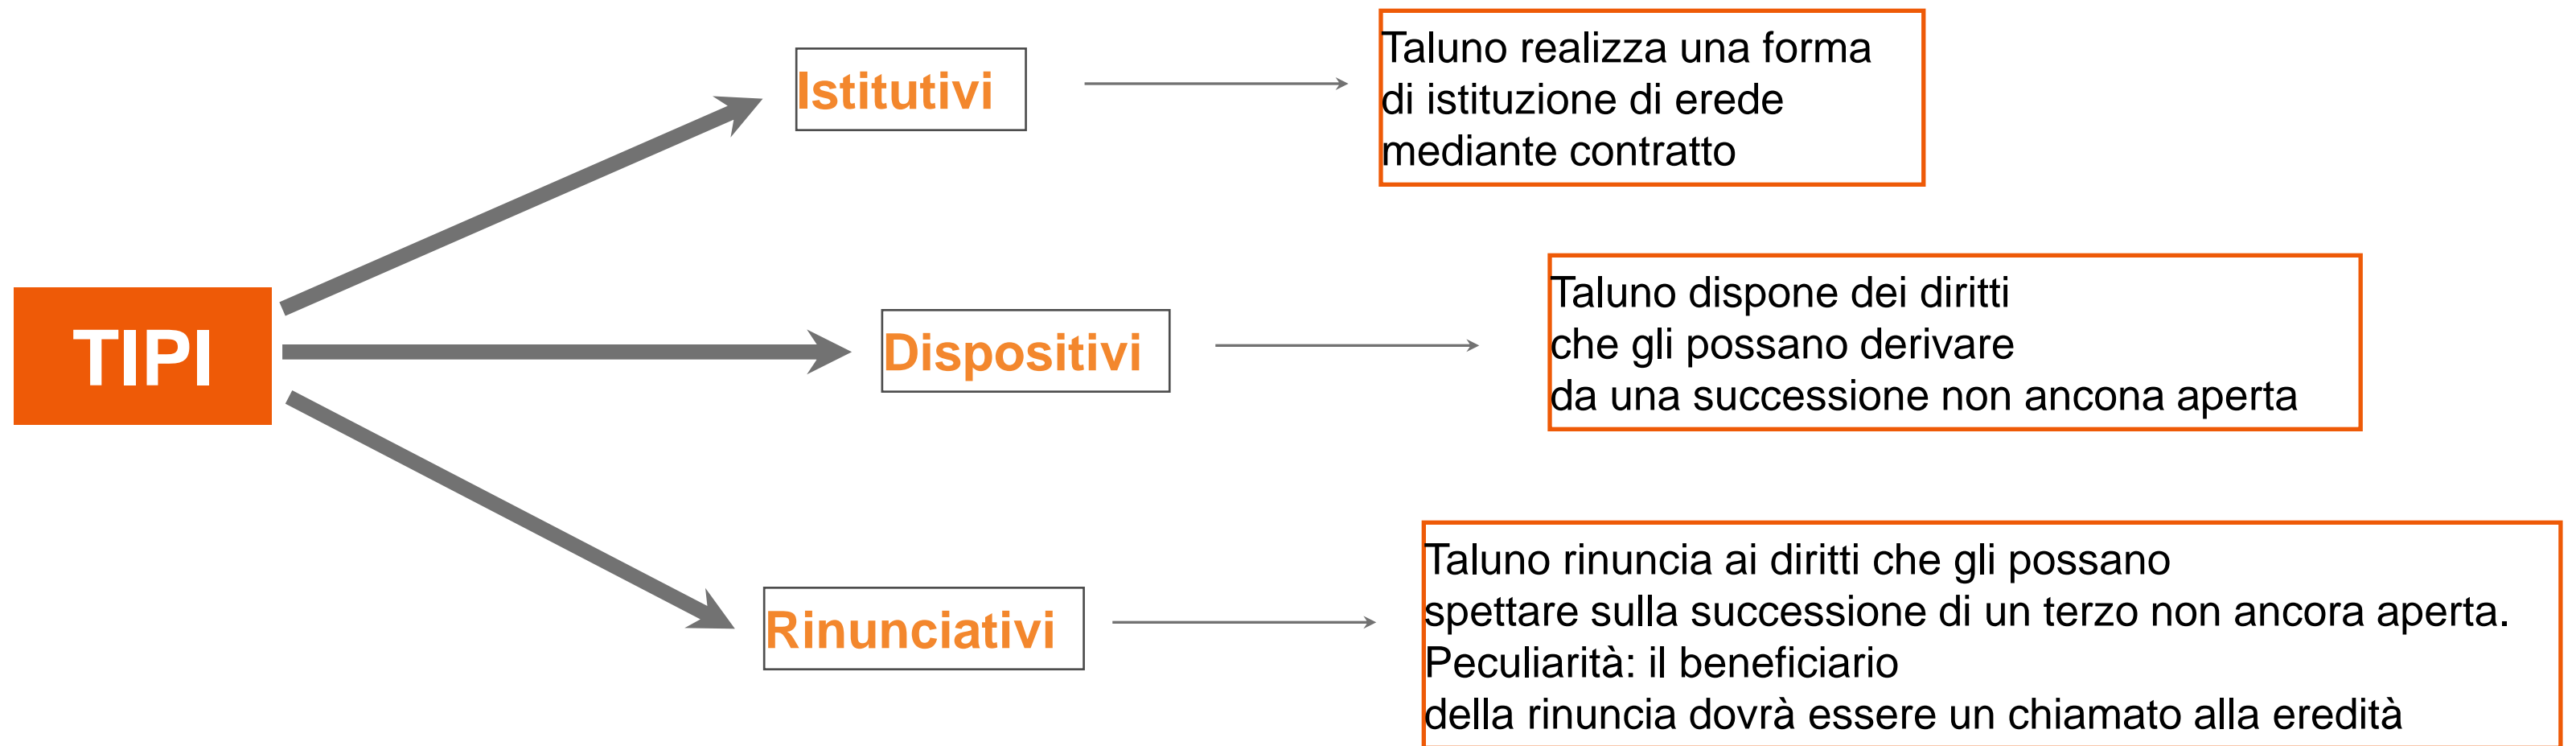 TIPI
Istitutivi
Taluno realizza una forma
di istituzione di erede
mediante contratto
Dispositivi
Taluno dispone dei diritti
che gli possano derivare
da una successione non ancona aperta
Rinunciativi
Taluno rinuncia ai diritti che gli possano
spettare sulla successione di un terzo non ancora aperta.
Peculiarità: il beneficiario
della rinuncia dovrà essere un chiamato alla eredità